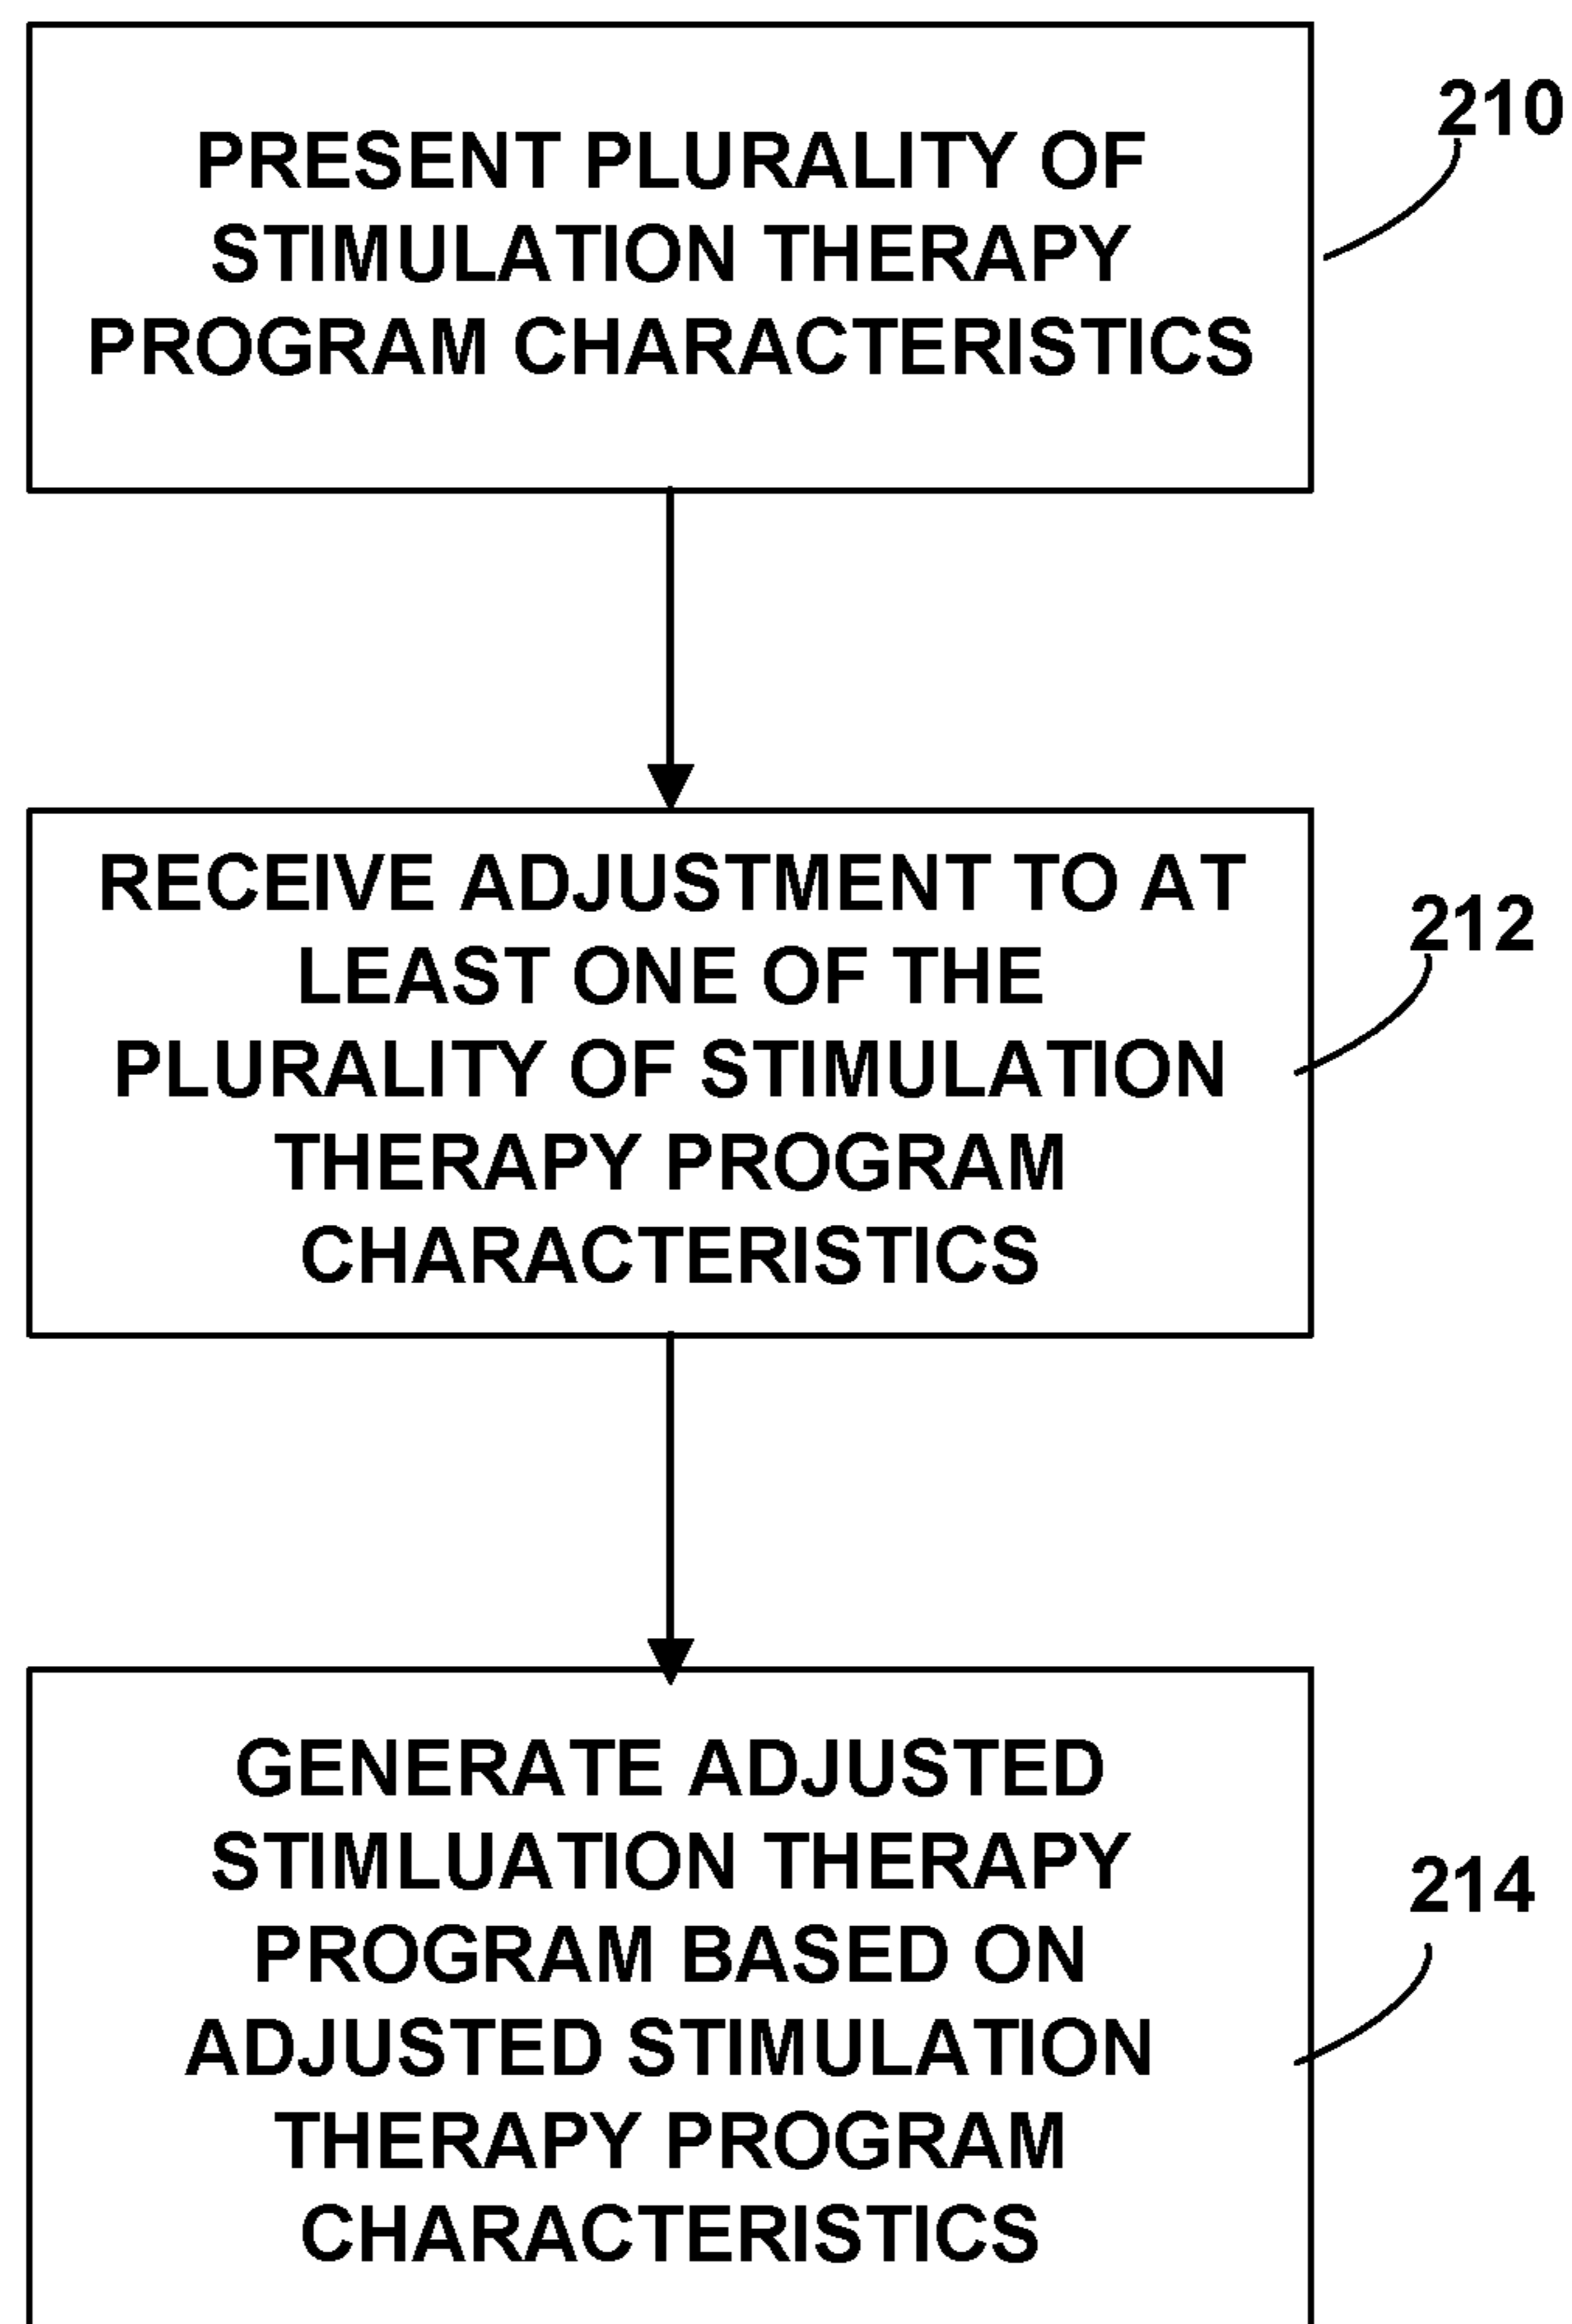 PRESENT PLURALITY OF
STIMULATION THERAPY
PROGRAM CHARACTERISTICS
210
RECEIVE ADJUSTMENT TO AT
LEAST ONE OF THE
PLURALITY OF STIMULATION
THERAPY PROGRAM
CHARACTERISTICS
212
GENERATE ADJUSTED
STIMLUATION THERAPY
PROGRAM BASED ON
ADJUSTED STIMULATION
THERAPY PROGRAM
CHARACTERISTICS
214